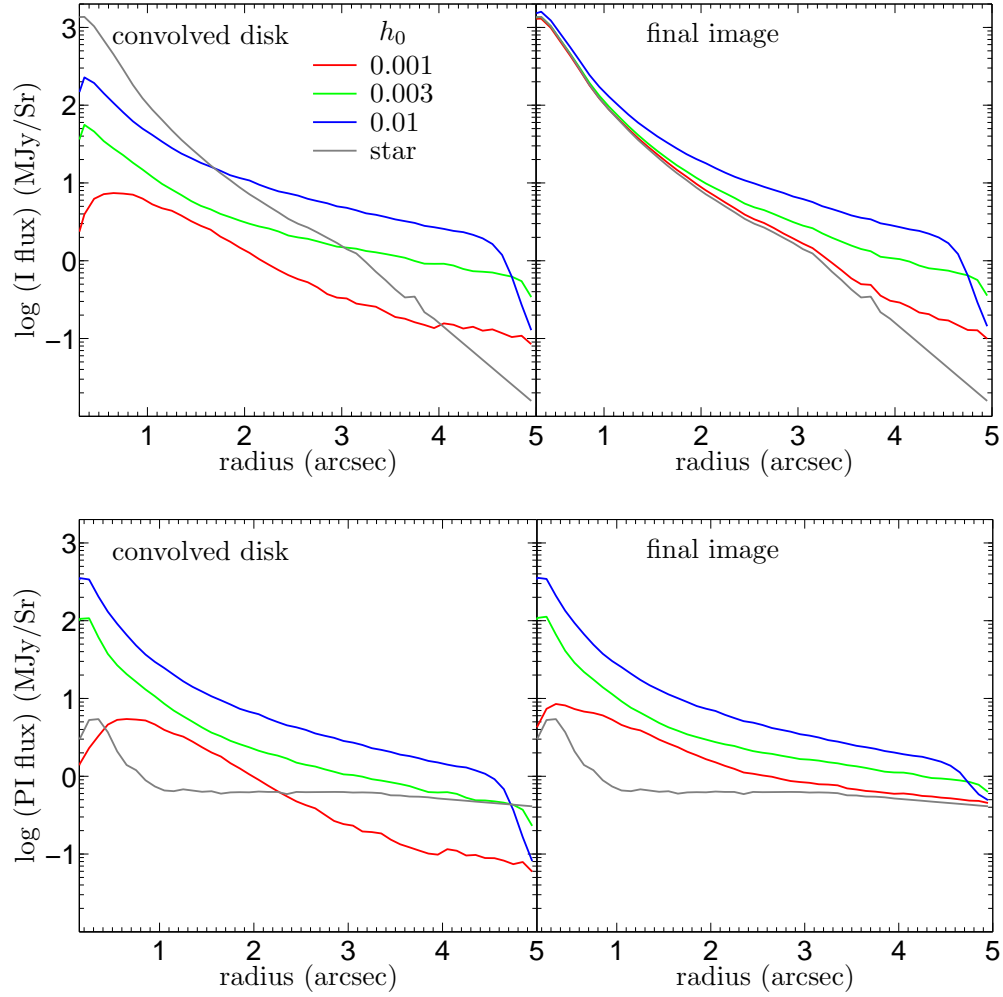 convolved disk
h₀
0.001
0.003
0.01
star
final image
log (I flux) (MJy/Sr)
3
2
1
0
−1
1 2 3 4 5
1 2 3 4 5
radius (arcsec)
radius (arcsec)
convolved disk
final image
log (PI flux) (MJy/Sr)
3
2
1
0
−1
1 2 3 4 5
1 2 3 4 5
radius (arcsec)
radius (arcsec)